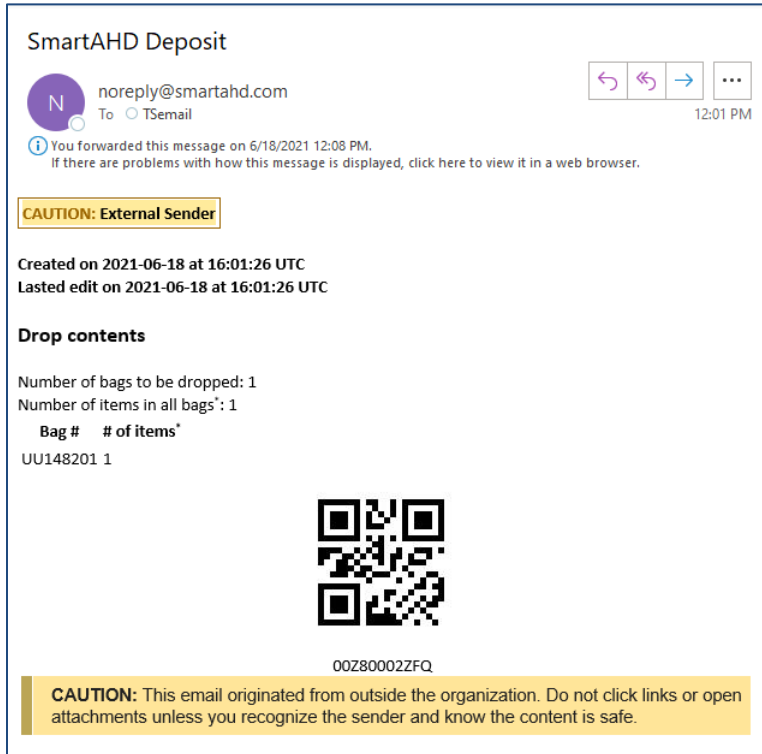 SmartAHD Deposit
N
noreply@smartahd.com
To TSemail
12:01 PM
You forwarded this message on 6/18/2021 12:08 PM.
If there are problems with how this message is displayed, click here to view it in a web browser.
CAUTION: External Sender
Created on 2021-06-18 at 16:01:26 UTC
Lasted edit on 2021-06-18 at 16:01:26 UTC
Drop contents
Number of bags to be dropped: 1
Number of items in all bags*: 1
Bag # # of items*
UU148201 1
00Z80002ZFQ
CAUTION: This email originated from outside the organization. Do not click links or open
attachments unless you recognize the sender and know the content is safe.